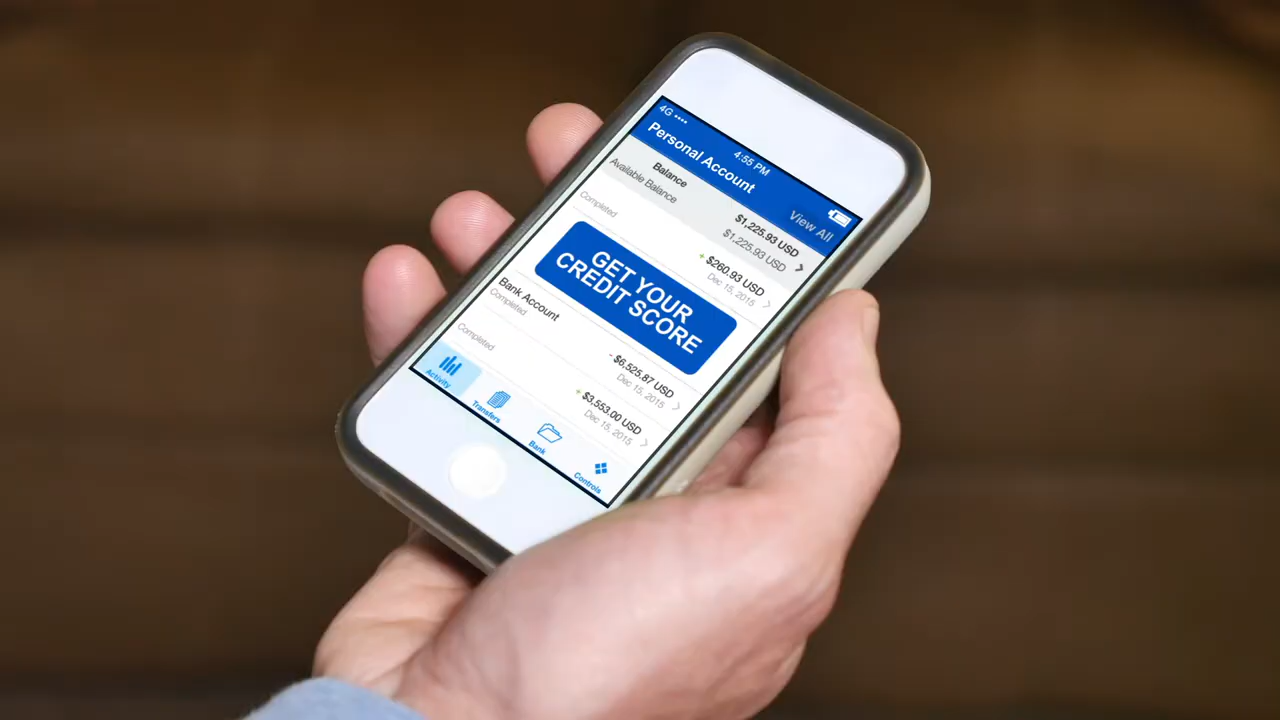 4G
4:55 PM
Personal Account
View All
Balance
$1,225.93 USD
Available Balance
$1,225.93 USD
Completed
+ $260.93 USD
Dec 15, 2015
GET YOUR
CREDIT SCORE
Bank Account
- $6,525.87 USD
Completed
Dec 15, 2015
+ $3,553.00 USD
Completed
Dec 15, 2015
Activity
Transfers
Bank
Controls